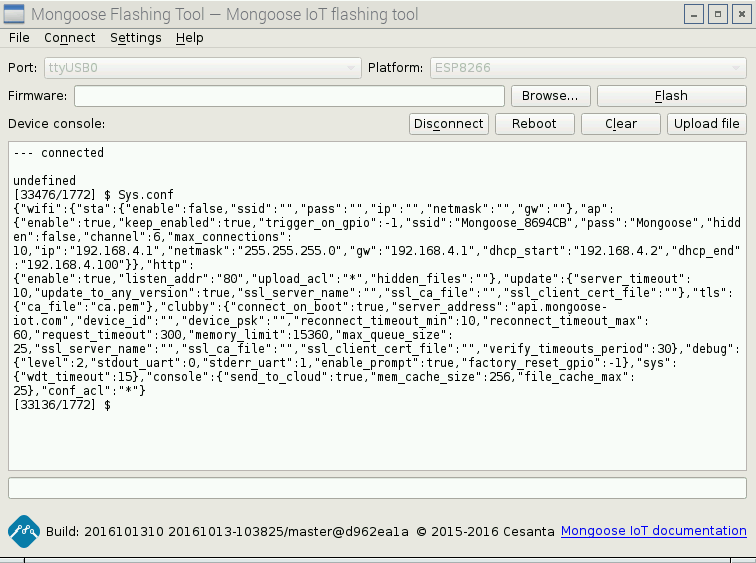 Mongoose Flashing Tool — Mongoose IoT flashing tool
File Connect Settings Help
Port: ttyUSB0 Platform: ESP8266
Firmware: Browse... Flash
Device console: Disconnect Reboot Clear Upload file
--- connected
undefined
[33476/1772] $ Sys.conf
{"wifi":{"sta":{"enable":false,"ssid":"","pass":"","ip":"","netmask":"","gw":""},"ap":
{"enable":true,"keep_enabled":true,"trigger_on_gpio":-1,"ssid":"Mongoose_8694CB","pass":"Mongoose","hidd
en":false,"channel":6,"max_connections":
10,"ip":"192.168.4.1","netmask":"255.255.255.0","gw":"192.168.4.1","dhcp_start":"192.168.4.2","dhcp_end"
:"192.168.4.100"}},"http":
{"enable":true,"listen_addr":"80","upload_acl":"*","hidden_files":""},"update":{"server_timeout":
10,"update_to_any_version":true,"ssl_server_name":"","ssl_ca_file":"","ssl_client_cert_file":""},"tls":
{"ca_file":"ca.pem"},"clubby":{"connect_on_boot":true,"server_address":"api.mongoose-
iot.com","device_id":"","device_psk":"","reconnect_timeout_min":10,"reconnect_timeout_max":
60,"request_timeout":300,"memory_limit":15360,"max_queue_size":
25,"ssl_server_name":"","ssl_ca_file":"","ssl_client_cert_file":"","verify_timeouts_period":30},"debug":
{"level":2,"stdout_uart":0,"stderr_uart":1,"enable_prompt":true,"factory_reset_gpio":-1},"sys":
{"wdt_timeout":15},"console":{"send_to_cloud":true,"mem_cache_size":256,"file_cache_max":
25},"conf_acl":"*"}
[33136/1772] $
Build: 2016101310 20161013-103825/master@d962ea1a © 2015-2016 Cesanta Mongoose IoT documentation